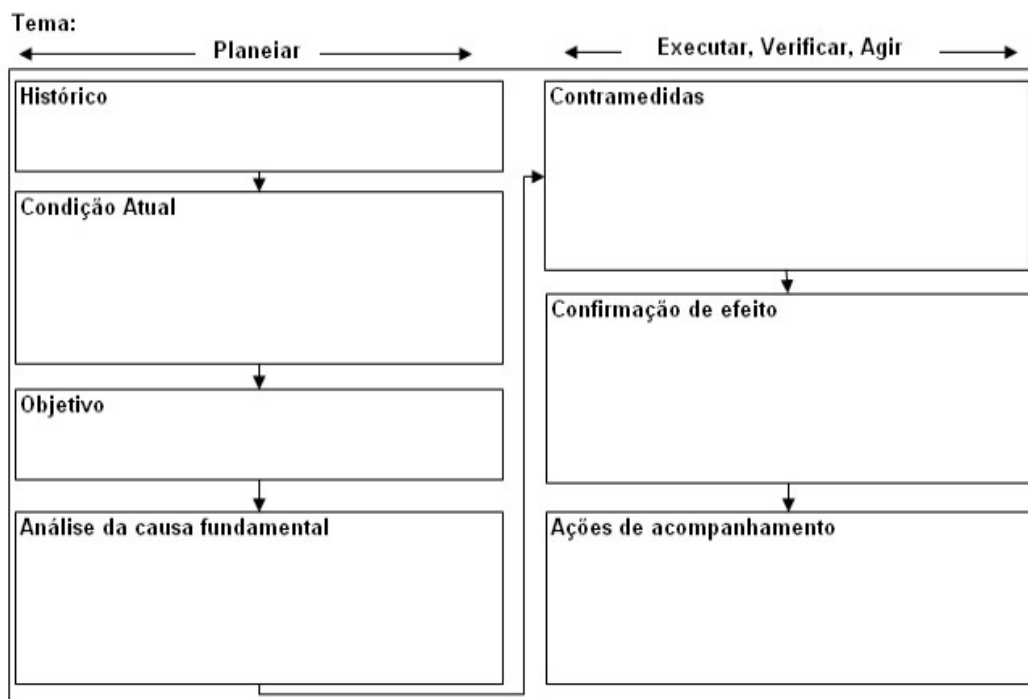 Tema:
Planeiar
Executar, Verificar, Agir
Histórico
Condição Atual
Objetivo
Análise da causa fundamental
Contramedidas
Confirmação de efeito
Ações de acompanhamento